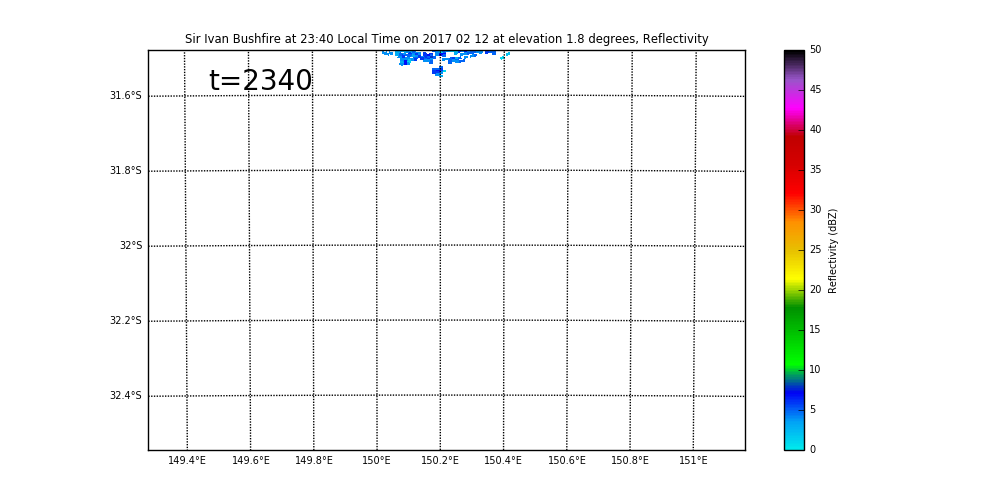 Sir Ivan Bushfire at 23:40 Local Time on 2017 02 12 at elevation 1.8 degrees, Reflectivity
t=2340
31.6°S
31.8°S
32°S
32.2°S
32.4°S
149.4°E 149.6°E 149.8°E 150°E 150.2°E 150.4°E 150.6°E 150.8°E 151°E
50
45
40
35
30
25
20
15
10
5
0
Reflectivity (dBZ)